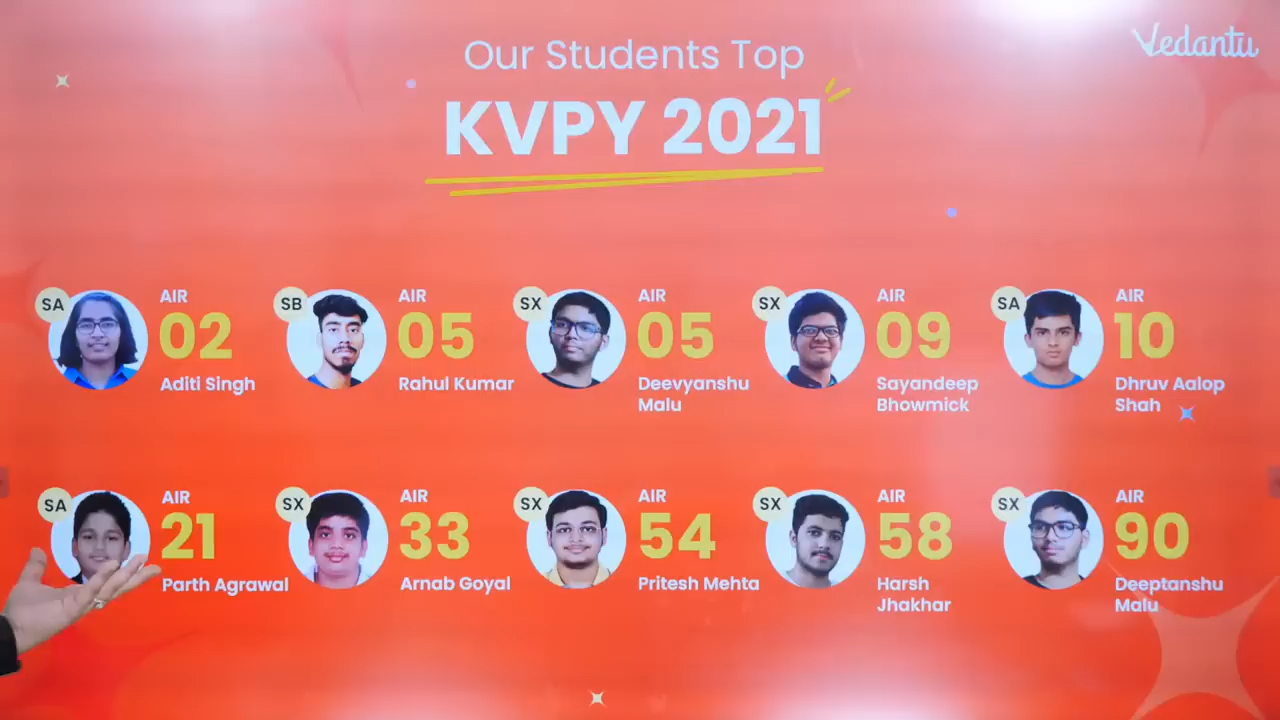 Vedantu
Our Students Top
KVPY 2021
SA
AIR
02
Aditi Singh
SB
AIR
05
Rahul Kumar
SX
AIR
05
Deevyanshu
Malu
SX
AIR
09
Sayandeep
Bhowmick
SA
AIR
10
Dhruv Aalop
Shah
SA
AIR
21
Parth Agrawal
SX
AIR
33
Arnab Goyal
SX
AIR
54
Pritesh Mehta
SX
AIR
58
Harsh
Jhakhar
SX
AIR
90
Deeptanshu
Malu